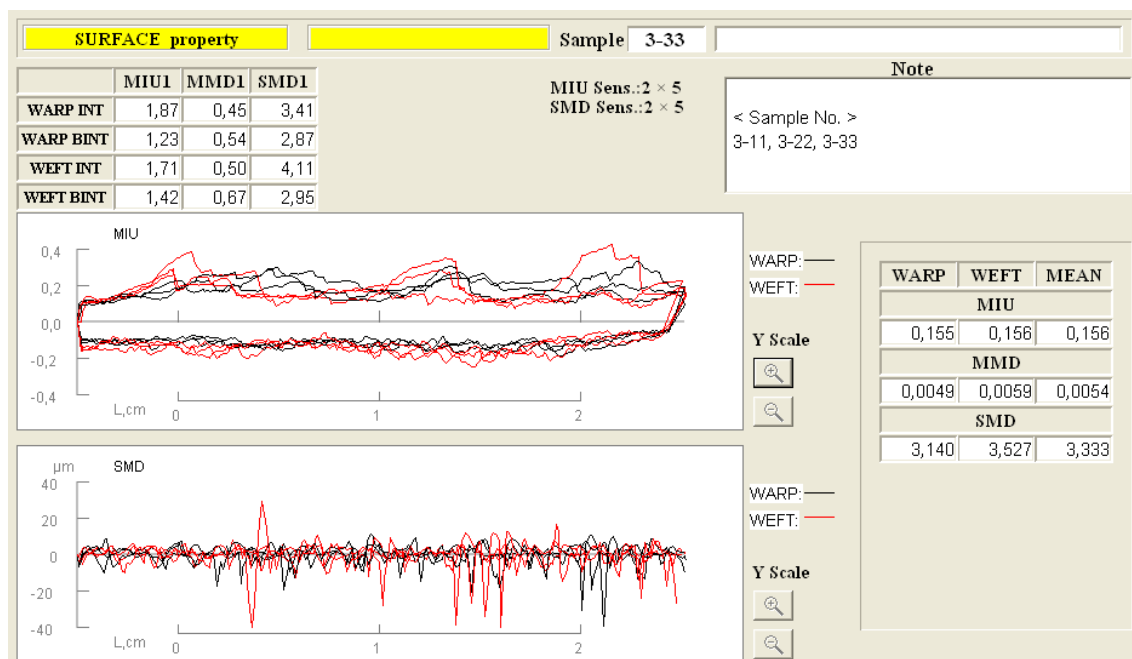 SURFACE property Sample 3-33
Note
MIU1 MMD1 SMD1
WARP INT 1,87 0,45 3,41
WARP BINT 1,23 0,54 2,87
WEFT INT 1,71 0,50 4,11
WEFT BINT 1,42 0,67 2,95
MIU Sens.:2 × 5
SMD Sens.:2 × 5
< Sample No. >
3-11, 3-22, 3-33
MIU
0,4
0,2
0,0
-0,2
-0,4
L,cm 0 1 2
WARP:
WEFT:
Y Scale
WARP WEFT MEAN
MIU
0,155 0,156 0,156
MMD
0,0049 0,0059 0,0054
SMD
3,140 3,527 3,333
µm SMD
40
20
0
-20
-40
L,cm 0 1 2
WARP:
WEFT:
Y Scale